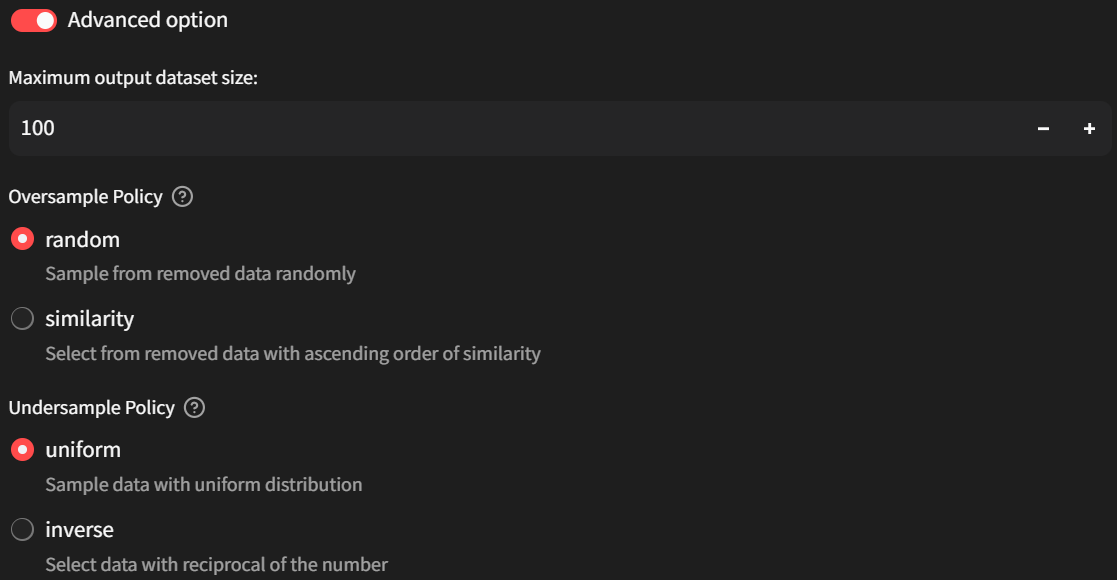 Advanced option
Maximum output dataset size:
100
Oversample Policy
random
Sample from removed data randomly
similarity
Select from removed data with ascending order of similarity
Undersample Policy
uniform
Sample data with uniform distribution
inverse
Select data with reciprocal of the number